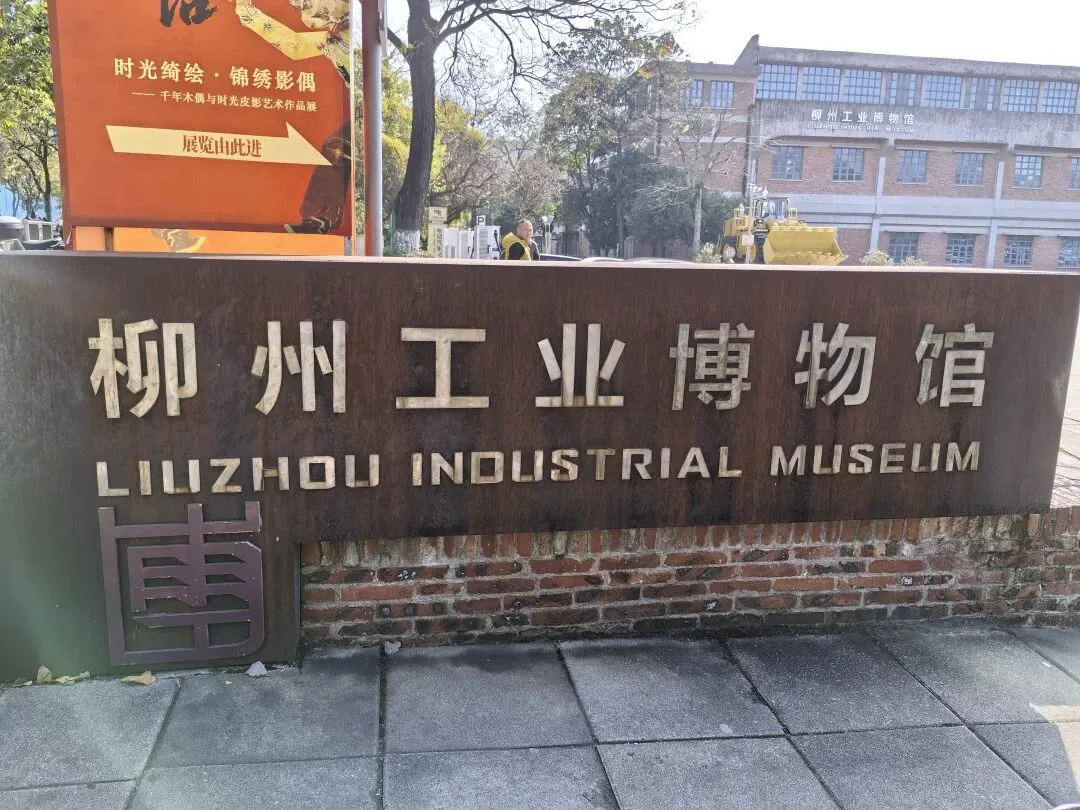 时光绮绘·锦绣影偶
——千年木偶与时光皮影艺术作品展
展览由此进
柳州工业博物馆
LIUZHOU INDUSTRIAL MUSEUM
P
柳州工业博物馆
LIUZHOU INDUSTRIAL MUSEUM